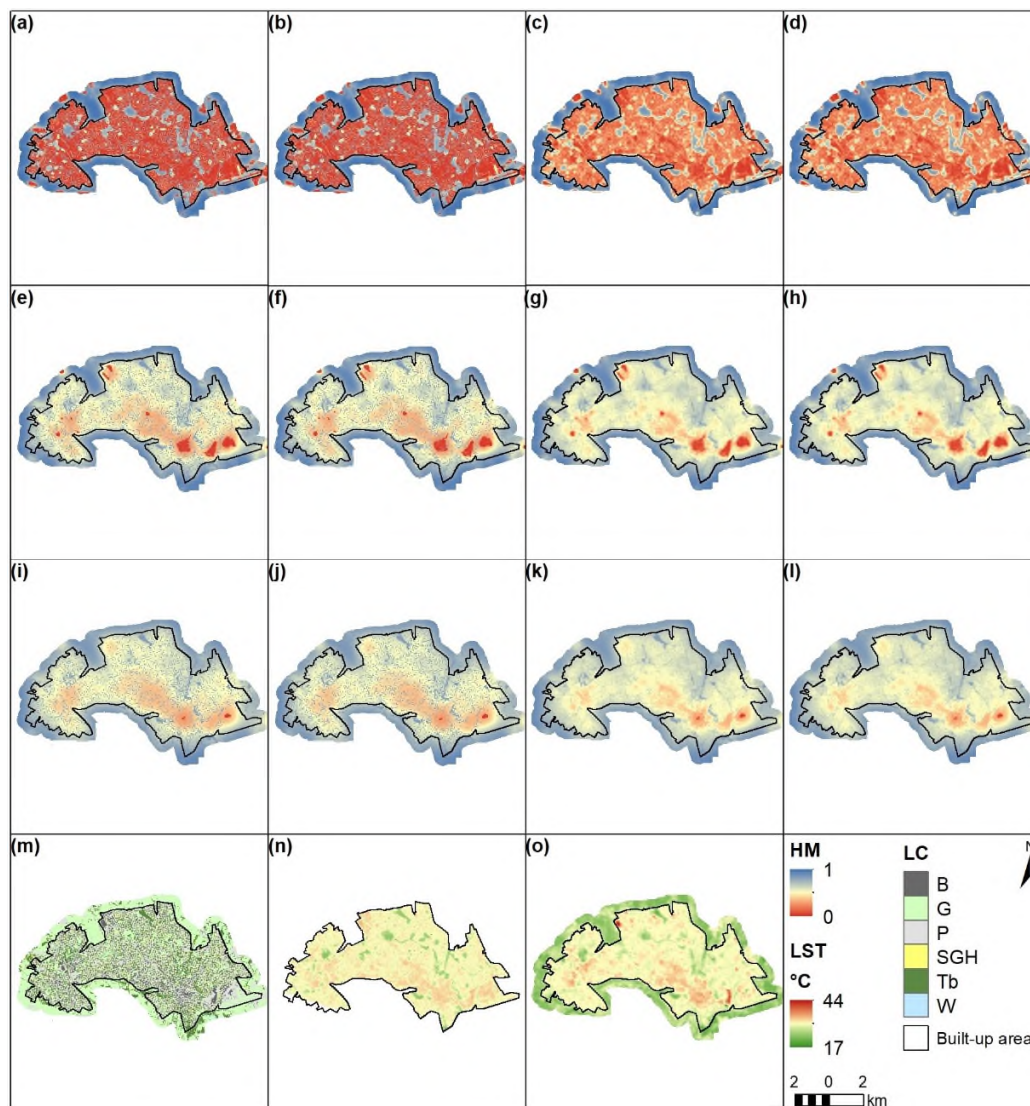 (a)
(b)
(c)
(d)
(e)
(f)
(g)
(h)
(i)
(j)
(k)
(l)
(m)
(n)
(o)
HM
1
0
LST
°C
44
17
LC
B
G
P
SGH
Tb
W
Built-up area
N
2 0 2
km